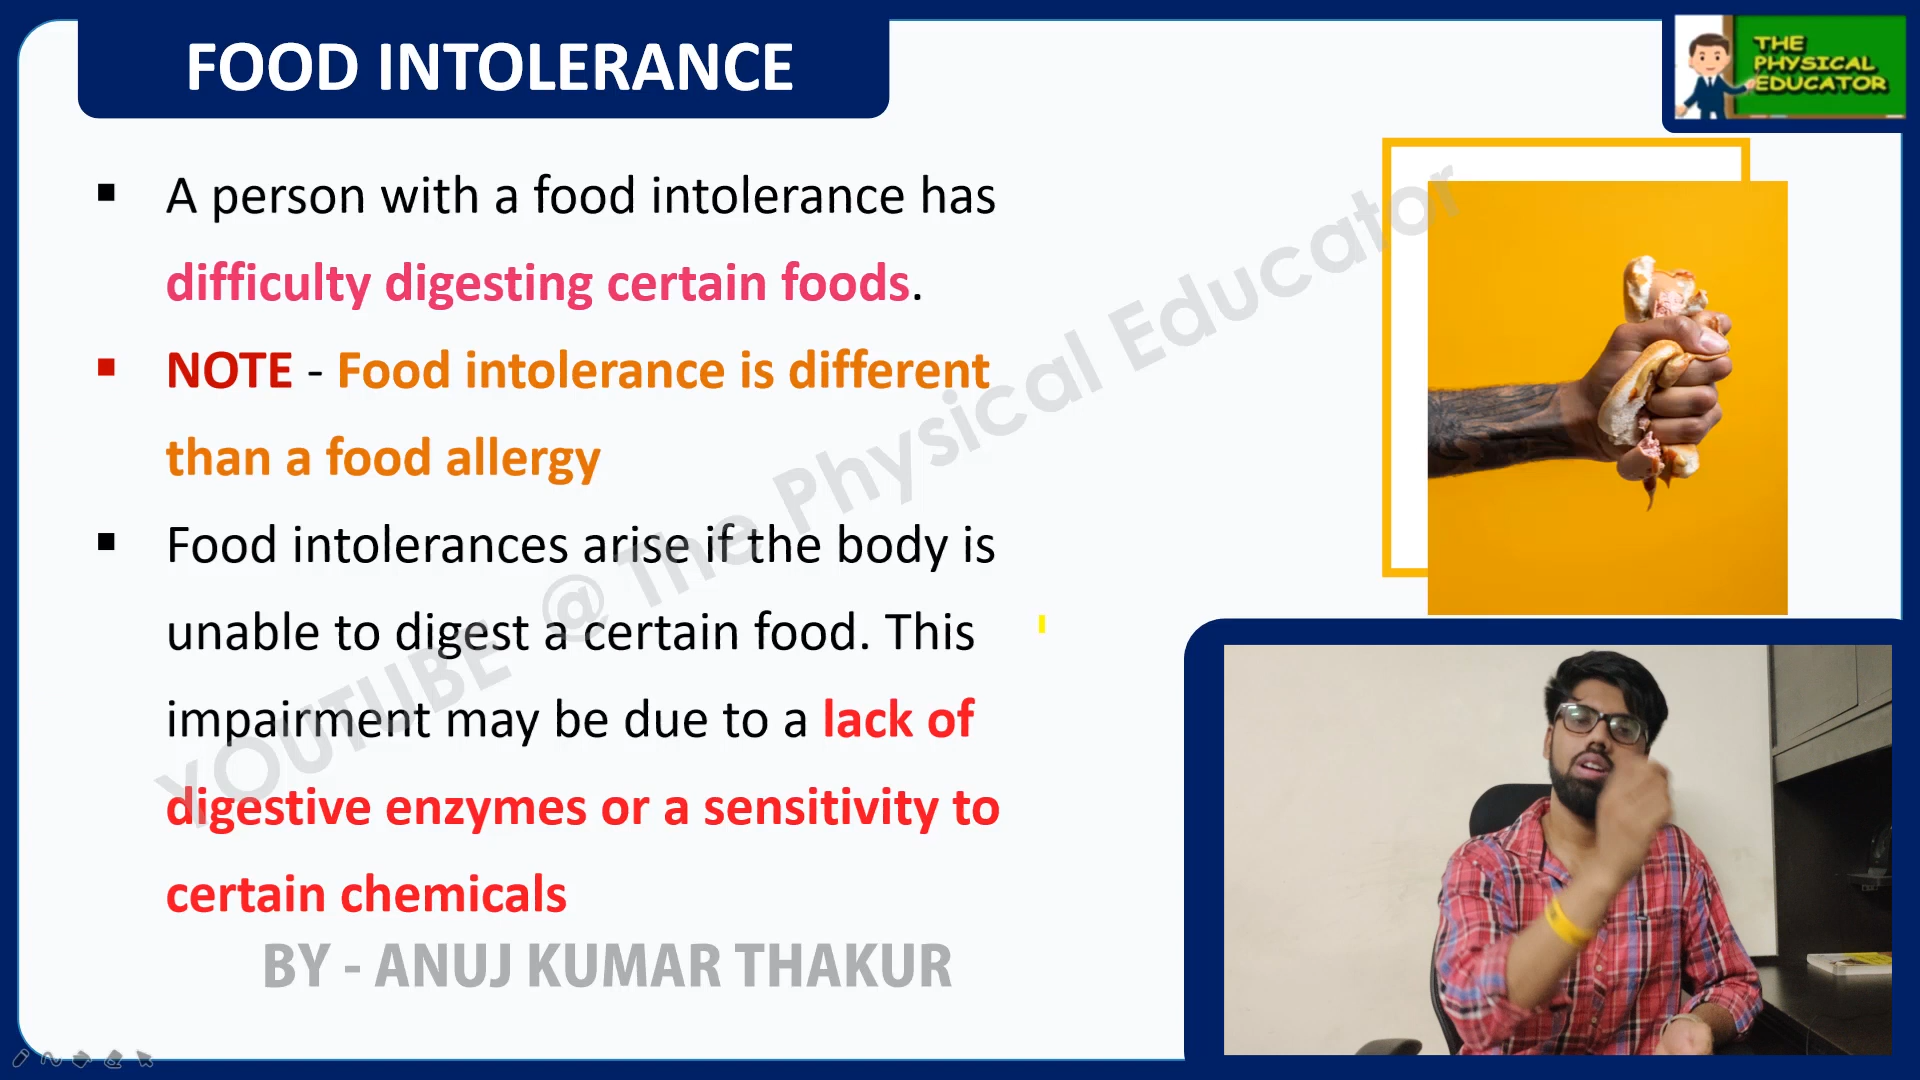 FOOD INTOLERANCE
THE
PHYSICAL
EDUCATOR
▪ A person with a food intolerance has
difficulty digesting certain foods.
▪ NOTE - Food intolerance is different
than a food allergy
▪ Food intolerances arise if the body is
unable to digest a certain food. This
impairment may be due to a lack of
digestive enzymes or a sensitivity to
certain chemicals
YOUTUBE @ The Physical Educator
BY - ANUJ KUMAR THAKUR